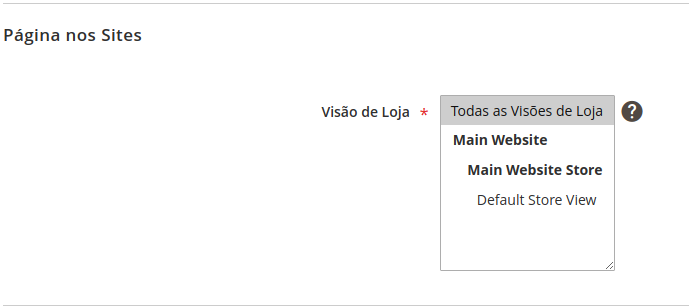 Página nos Sites
Visão de Loja *
Todas as Visões de Loja
?
Main Website
Main Website Store
Default Store View